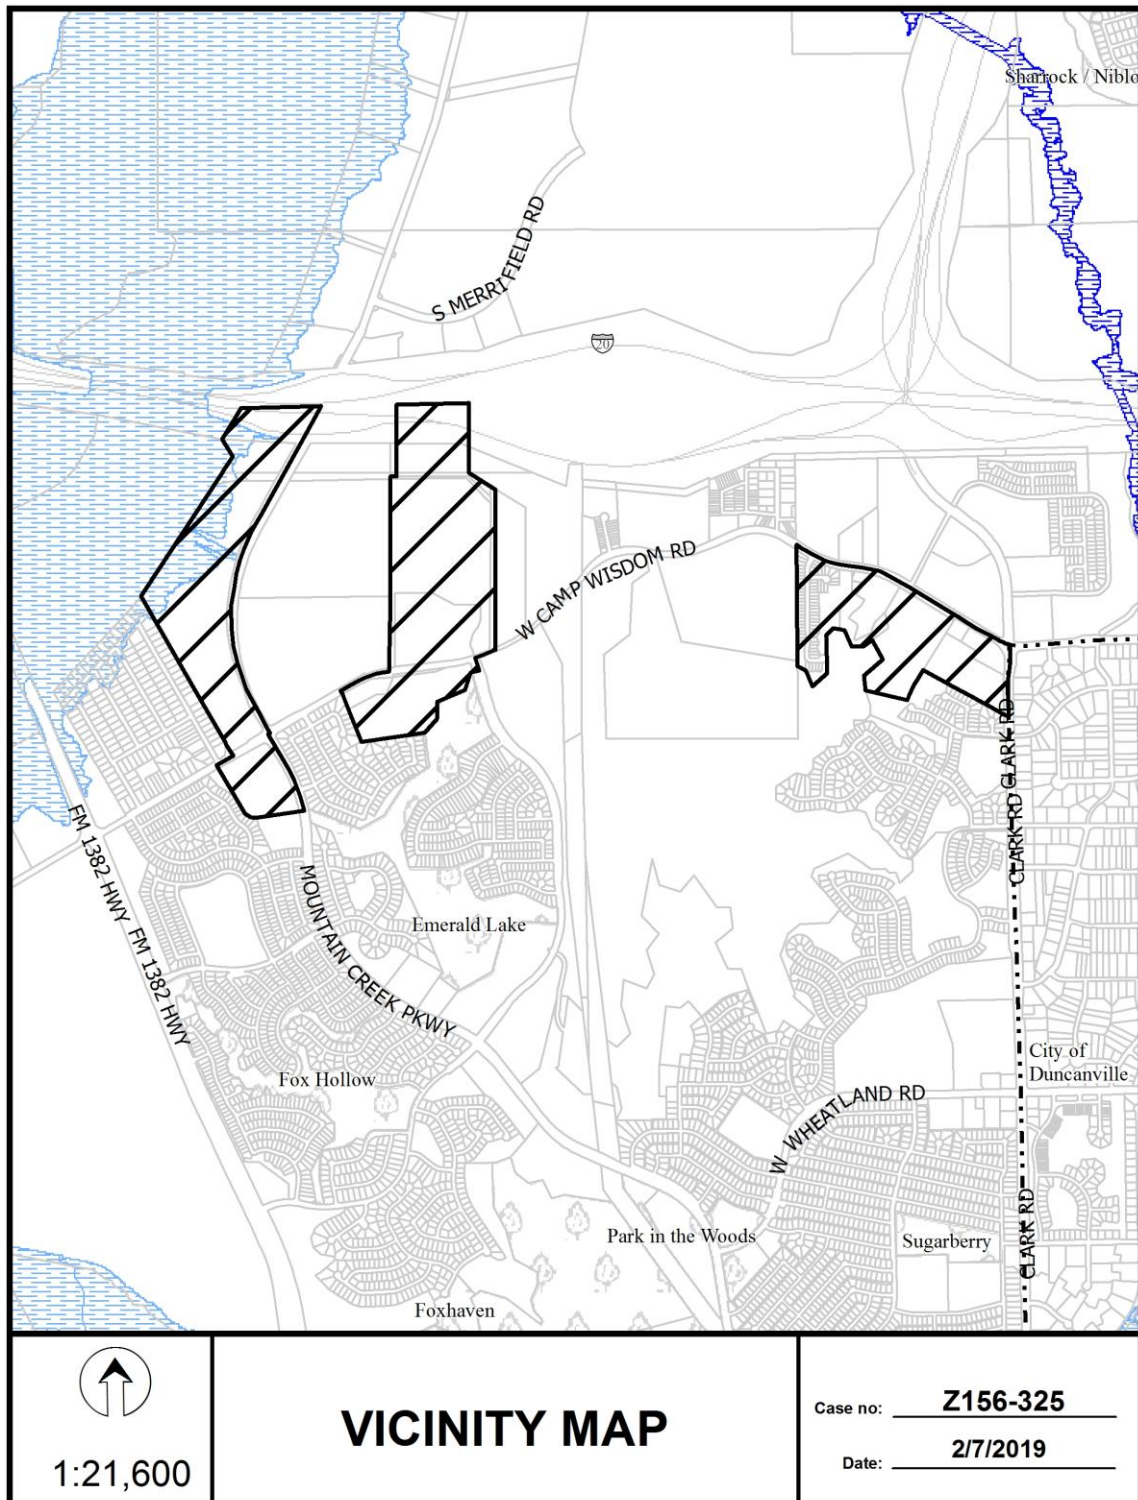 Sharrock / Niblo
S MERRIFIELD RD
20
W CAMP WISDOM RD
CLARK RD
CLARK RD
FM 1382 HWY
FM 1382 HWY
MOUNTAIN CREEK PKWY
Emerald Lake
City of
Duncanville
Fox Hollow
W WHEATLAND RD
CLARK RD
Park in the Woods
Sugarberry
Foxhaven
1:21,600
VICINITY MAP
Case no: Z156-325
Date: 2/7/2019